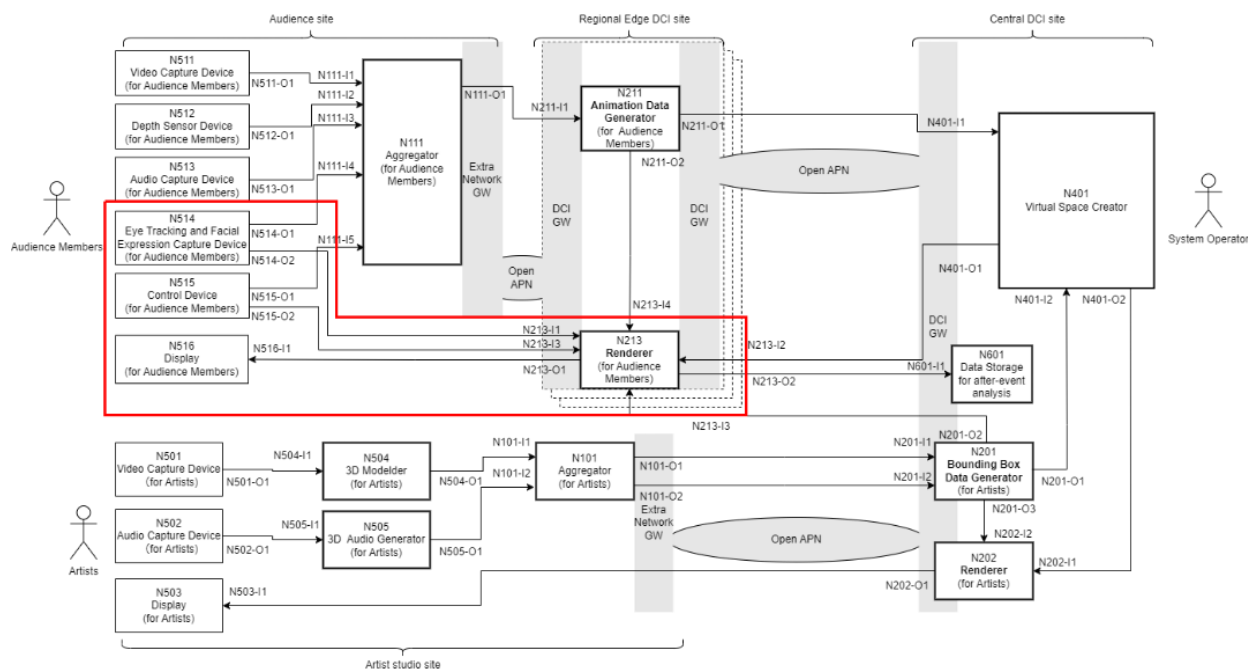 Audience site
Regional Edge DCI site
Central DCI site
N511
Video Capture Device
(for Audience Members)
N511-O1
N111-I1
N111-I2
N111-I3
N512
Depth Sensor Device
(for Audience Members)
N512-O1
N513
Audio Capture Device
(for Audience Members)
N513-O1
N111-I4
N111
Aggregator
(for Audience Members)
N111-O1
Extra
Network
GW
N211-I1
N211
Animation Data
Generator
(for Audience
Members)
N211-O1
N211-O2
N401-I1
Open APN
DCI
GW
DCI
GW
N401
Virtual Space Creator
Audience Members
System Operator
N514
Eye Tracking and Facial
Expression Capture Device
(for Audience Members)
N514-O1
N514-O2
N111-I5
N515
Control Device
(for Audience Members)
N515-O1
N515-O2
Open
APN
N401-O1
N401-I2
N401-O2
N213-I4
N516
Display
(for Audience Members)
N516-I1
N213-I1
N213-I3
N213-O1
N213
Renderer
(for Audience
Members)
N213-I2
N213-O2
DCI
GW
N601-I1
N601
Data Storage
for after-event
analysis
N213-I3
N501
Video Capture Device
(for Artists)
N501-O1
N504-I1
N504
3D Modelder
(for Artists)
N504-O1
N101-I1
N101-I2
N101
Aggregator
(for Artists)
N101-O1
N101-O2
N201-I1
N201-I2
N201-O2
N201
Bounding Box
Data Generator
(for Artists)
N201-O1
N201-O3
Artists
N502
Audio Capture Device
(for Artists)
N502-O1
N505-I1
N505
3D Audio Generator
(for Artists)
N505-O1
Extra
Network
GW
Open APN
N202-I2
N202
Renderer
(for Artists)
N202-I1
N202-O1
N503
Display
(for Artists)
N503-I1
Artist studio site